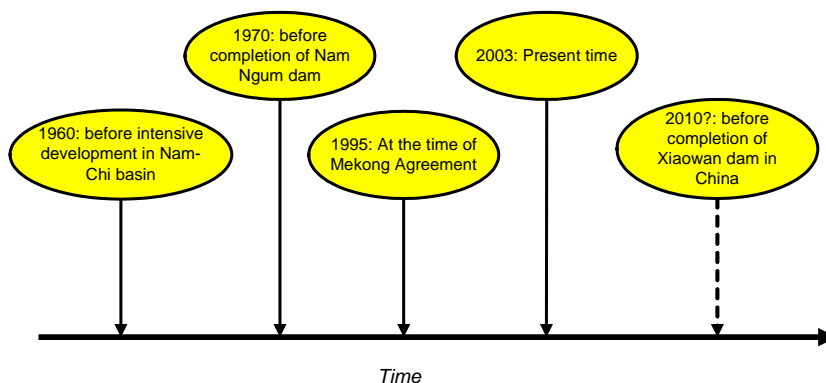 1960: before intensive
development in Nam-
Chi basin
1970: before
completion of Nam
Ngum dam
1995: At the time of
Mekong Agreement
2003: Present time
2010?: before
completion of
Xiaowan dam in
China
Time